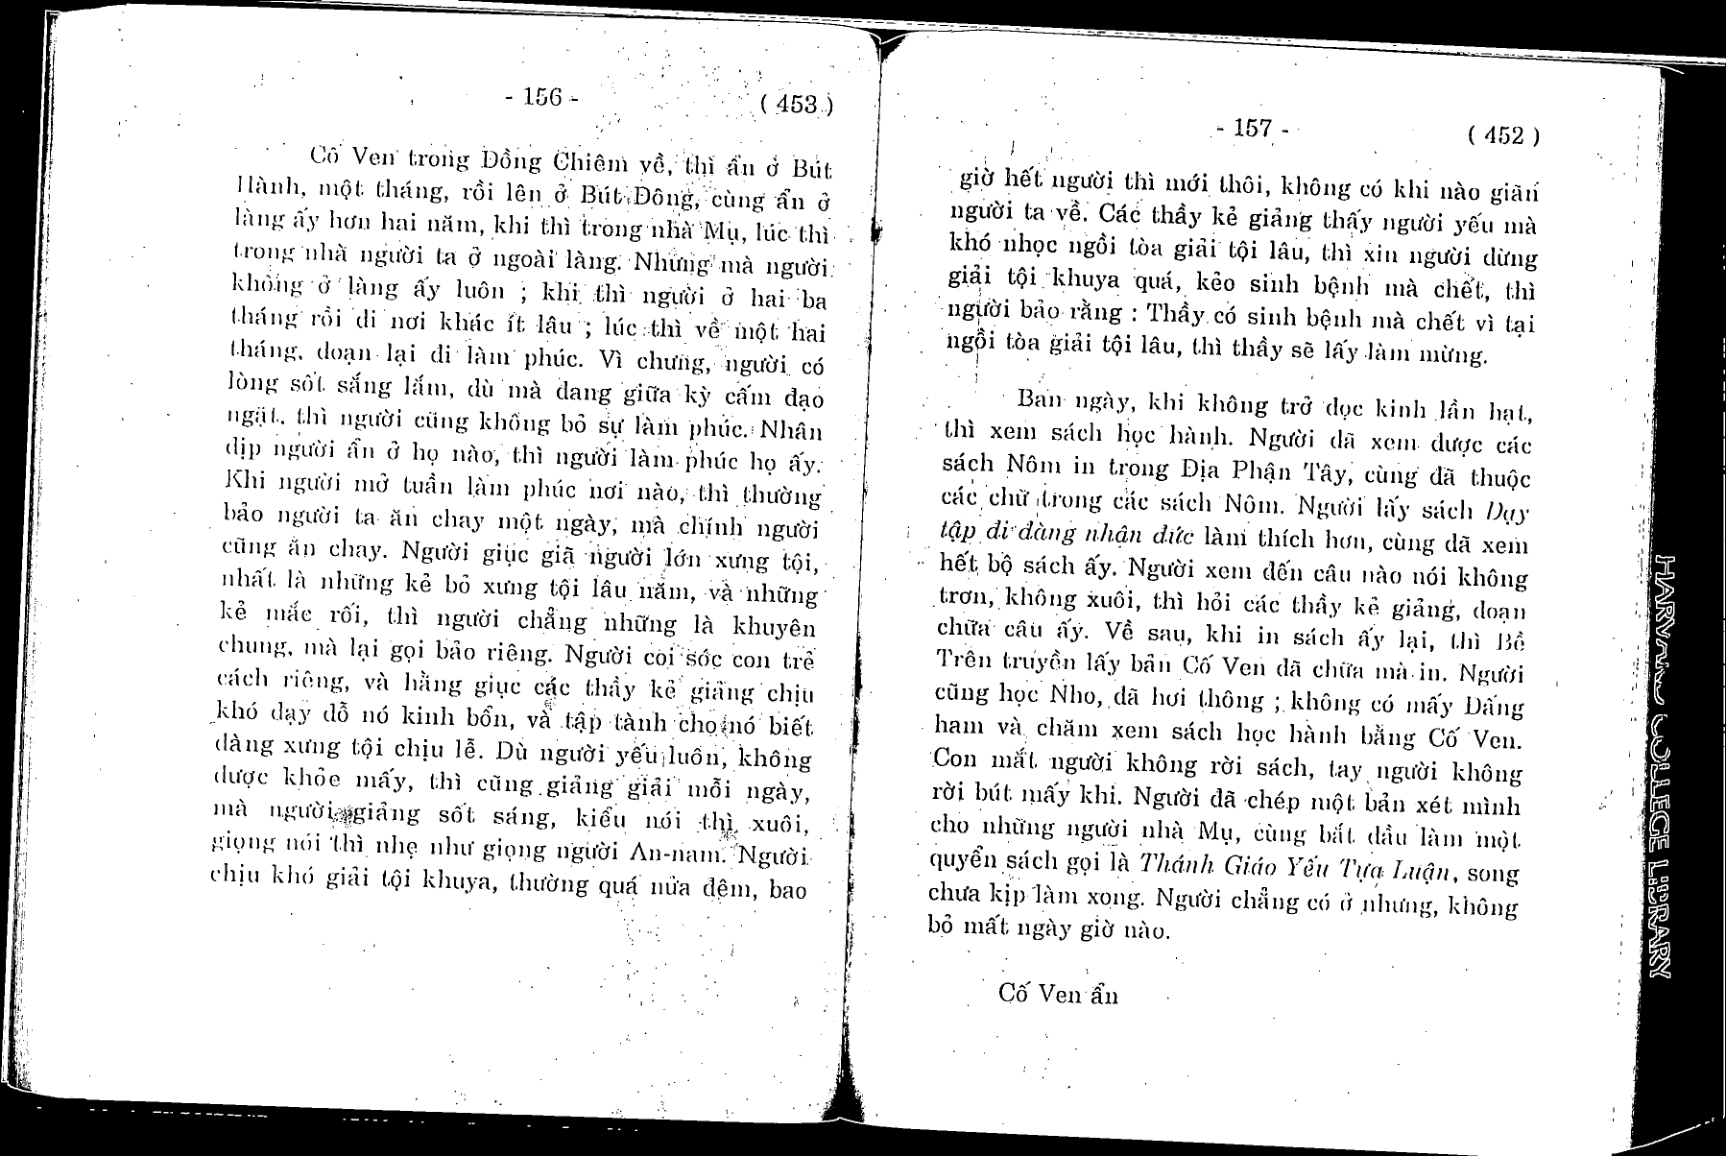 - 156 -
( 453 )
Cố Ven trong Đồng Chiêm về, thì ẩn ở Bút
Hành, một tháng, rồi lên ở Bút Đông, cùng ẩn ở
làng ấy hơn hai năm, khi thì trong nhà Mụ, lúc thì
trong nhà người ta ở ngoài làng. Nhưng mà người
không ở làng ấy luôn ; khi thì người ở hai ba
tháng rồi đi nơi khác ít lâu ; lúc thì về một hai
tháng, đoạn lại đi làm phúc. Vì chưng, người có
lòng sốt sắng lắm, dù mà đang giữa kỳ cấm đạo
ngặt, thì người cũng không bỏ sự làm phúc. Nhân
dịp người ẩn ở họ nào, thì người làm phúc họ ấy.
Khi người mở tuần làm phúc nơi nào, thì thường
bảo người ta ăn chay một ngày, mà chính người
cũng ăn chay. Người giục giã người lớn xưng tội,
nhất là những kẻ bỏ xưng tội lâu năm, và những
kẻ mắc rối, thì người chẳng những là khuyên
chung, mà lại gọi bảo riêng. Người coi sóc con trẻ
cách riêng, và hằng giục các thầy kẻ giảng chịu
khó dạy dỗ nó kinh bổn, và tập tành cho nó biết
đàng xưng tội chịu lễ. Dù người yếu luôn, không
được khỏe mấy, thì cũng giảng giải mỗi ngày,
mà người giảng sốt sáng, kiểu nói thì xuôi,
giọng nói thì nhẹ như giọng người An-nam. Người
chịu khó giải tội khuya, thường quá nửa đêm, bao
- 157 -
( 452 )
giờ hết người thì mới thôi, không có khi nào giãn
người ta về. Các thầy kẻ giảng thấy người yếu mà
khó nhọc ngồi tòa giải tội lâu, thì xin người dừng
giải tội khuya quá, kẻo sinh bệnh mà chết, thì
người bảo rằng : Thầy có sinh bệnh mà chết vì tại
ngồi tòa giải tội lâu, thì thầy sẽ lấy làm mừng.
Ban ngày, khi không trở đọc kinh lần hạt,
thì xem sách học hành. Người đã xem được các
sách Nôm in trong Địa Phận Tây, cùng đã thuộc
các chữ trong các sách Nôm. Người lấy sách Dạy
tập đi đàng nhận đức làm thích hơn, cùng đã xem
hết bộ sách ấy. Người xem đến câu nào nói không
trơn, không xuôi, thì hỏi các thầy kẻ giảng, đoạn
chữa câu ấy. Về sau, khi in sách ấy lại, thì Bề
Trên truyền lấy bản Cố Ven đã chữa mà in. Người
cũng học Nho, đã hơi thông ; không có mấy Đấng
ham và chăm xem sách học hành bằng Cố Ven.
Con mắt người không rời sách, tay người không
rời bút mấy khi. Người đã chép một bản xét mình
cho những người nhà Mụ, cùng bắt đầu làm một
quyển sách gọi là Thánh Giáo Yếu Tựa Luận, song
chưa kịp làm xong. Người chẳng có ở nhưng, không
bỏ mất ngày giờ nào.
Cố Ven ẩn
HARVARD COLLEGE LIBRARY